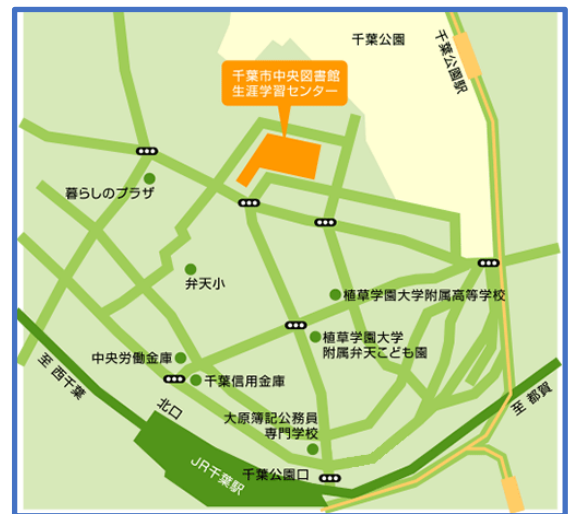 千葉公園
千葉公園駅
千葉市中央図書館
生涯学習センター
暮らしのプラザ
弁天小
植草学園大学附属高等学校
植草学園大学
附属弁天こども園
中央労働金庫
千葉信用金庫
至 西千葉
北口
大原簿記公務員
専門学校
至 都賀
千葉公園口
JR千葉駅